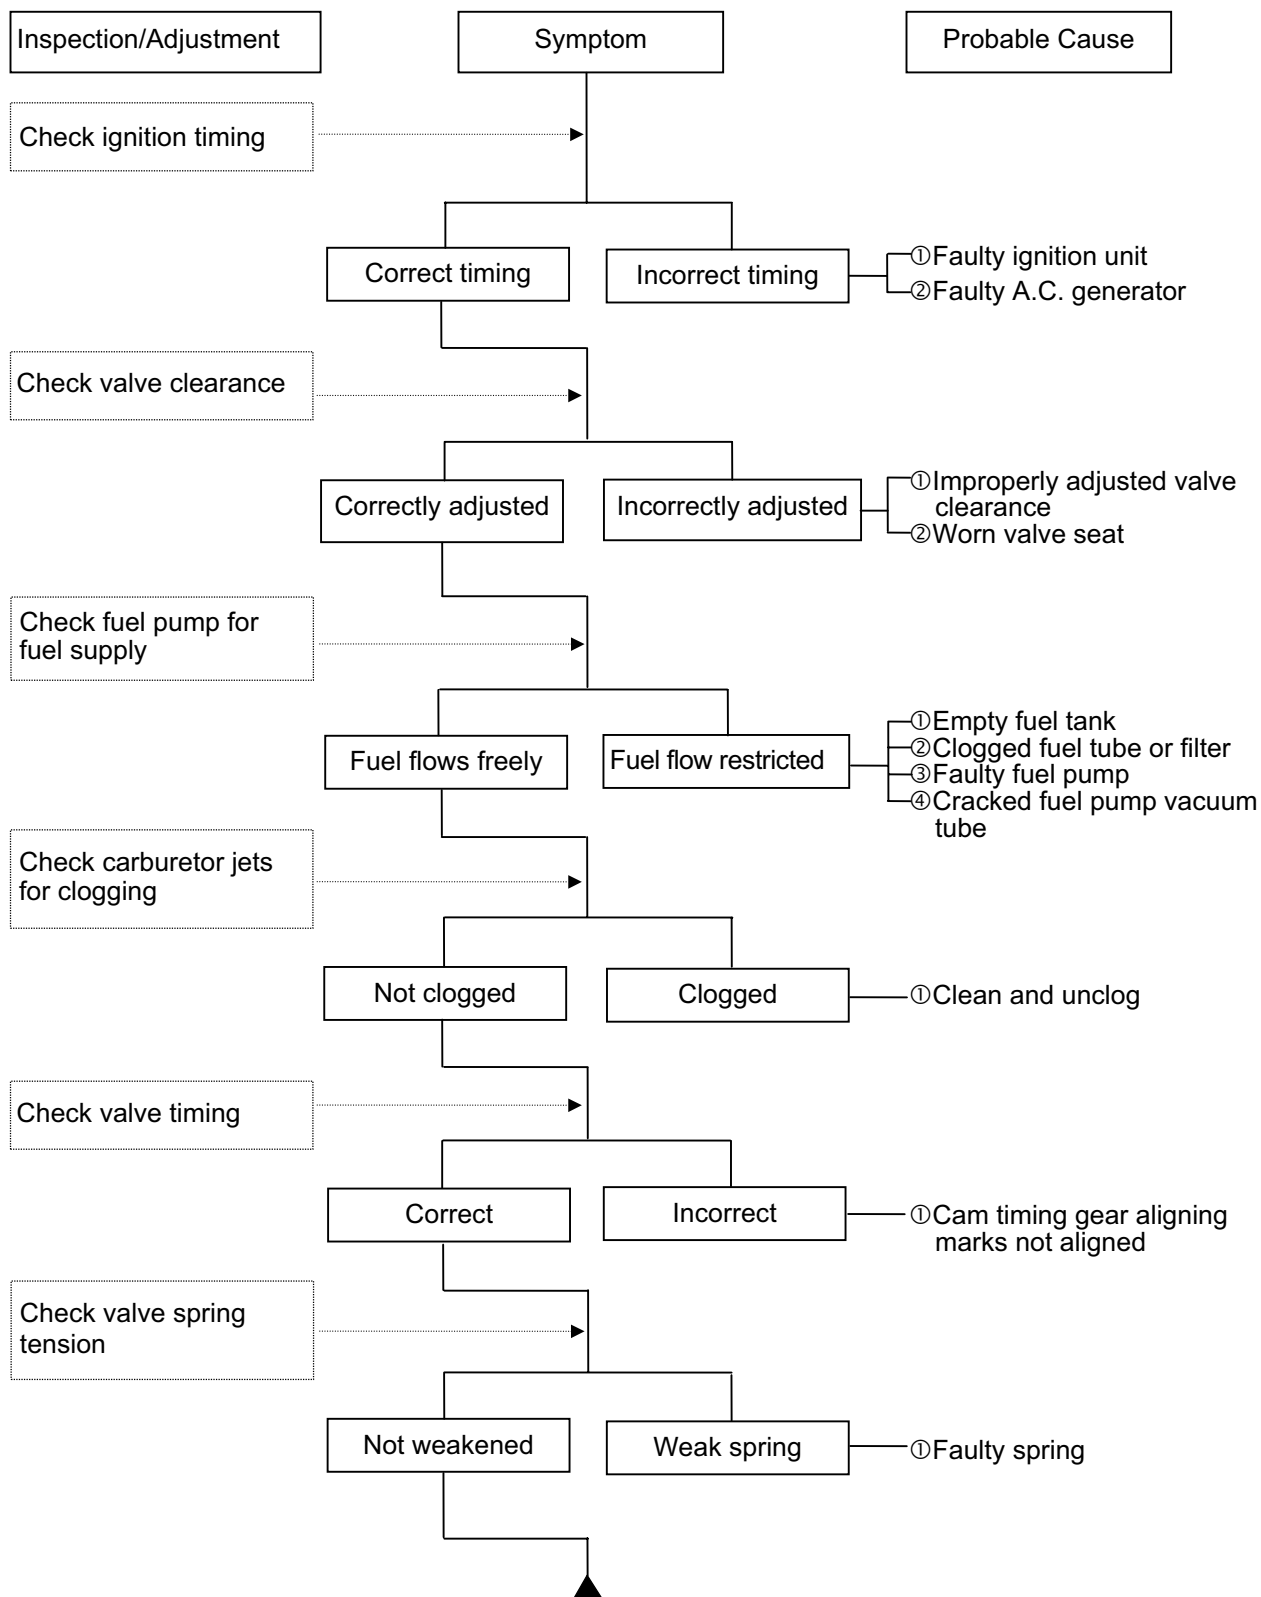 Inspection/Adjustment
Symptom
Probable Cause
Check ignition timing
Correct timing
Incorrect timing
①Faulty ignition unit
②Faulty A.C. generator
Check valve clearance
Correctly adjusted
Incorrectly adjusted
①Improperly adjusted valve
clearance
②Worn valve seat
Check fuel pump for
fuel supply
Fuel flows freely
Fuel flow restricted
①Empty fuel tank
②Clogged fuel tube or filter
③Faulty fuel pump
④Cracked fuel pump vacuum
tube
Check carburetor jets
for clogging
Not clogged
Clogged
①Clean and unclog
Check valve timing
Correct
Incorrect
①Cam timing gear aligning
marks not aligned
Check valve spring
tension
Not weakened
Weak spring
①Faulty spring